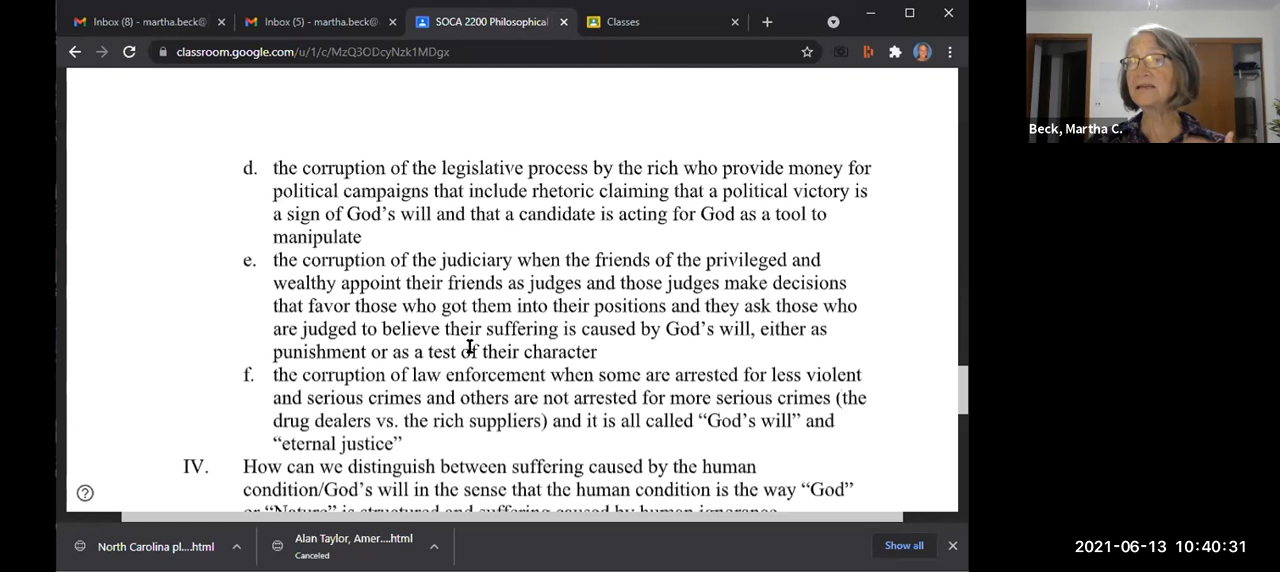 Inbox (8) - martha.beck@
Inbox (5) - martha.beck@
SOCA 2200 Philosophical
Classes
classroom.google.com/u/1/c/MzQ3ODcyNzk1MDgx
Beck, Martha C.
d. the corruption of the legislative process by the rich who provide money for
political campaigns that include rhetoric claiming that a political victory is
a sign of God's will and that a candidate is acting for God as a tool to
manipulate
e. the corruption of the judiciary when the friends of the privileged and
wealthy appoint their friends as judges and those judges make decisions
that favor those who got them into their positions and they ask those who
are judged to believe their suffering is caused by God's will, either as
punishment or as a test of their character
f. the corruption of law enforcement when some are arrested for less violent
and serious crimes and others are not arrested for more serious crimes (the
drug dealers vs. the rich suppliers) and it is all called “God's will” and
“eternal justice”
IV. How can we distinguish between suffering caused by the human
condition/God's will in the sense that the human condition is the way “God”
or “Nature” is structured and suffering caused by human ignorance
North Carolina pl....html
Alan Taylor, Amer....html
Canceled
Show all
2021-06-13 10:40:31